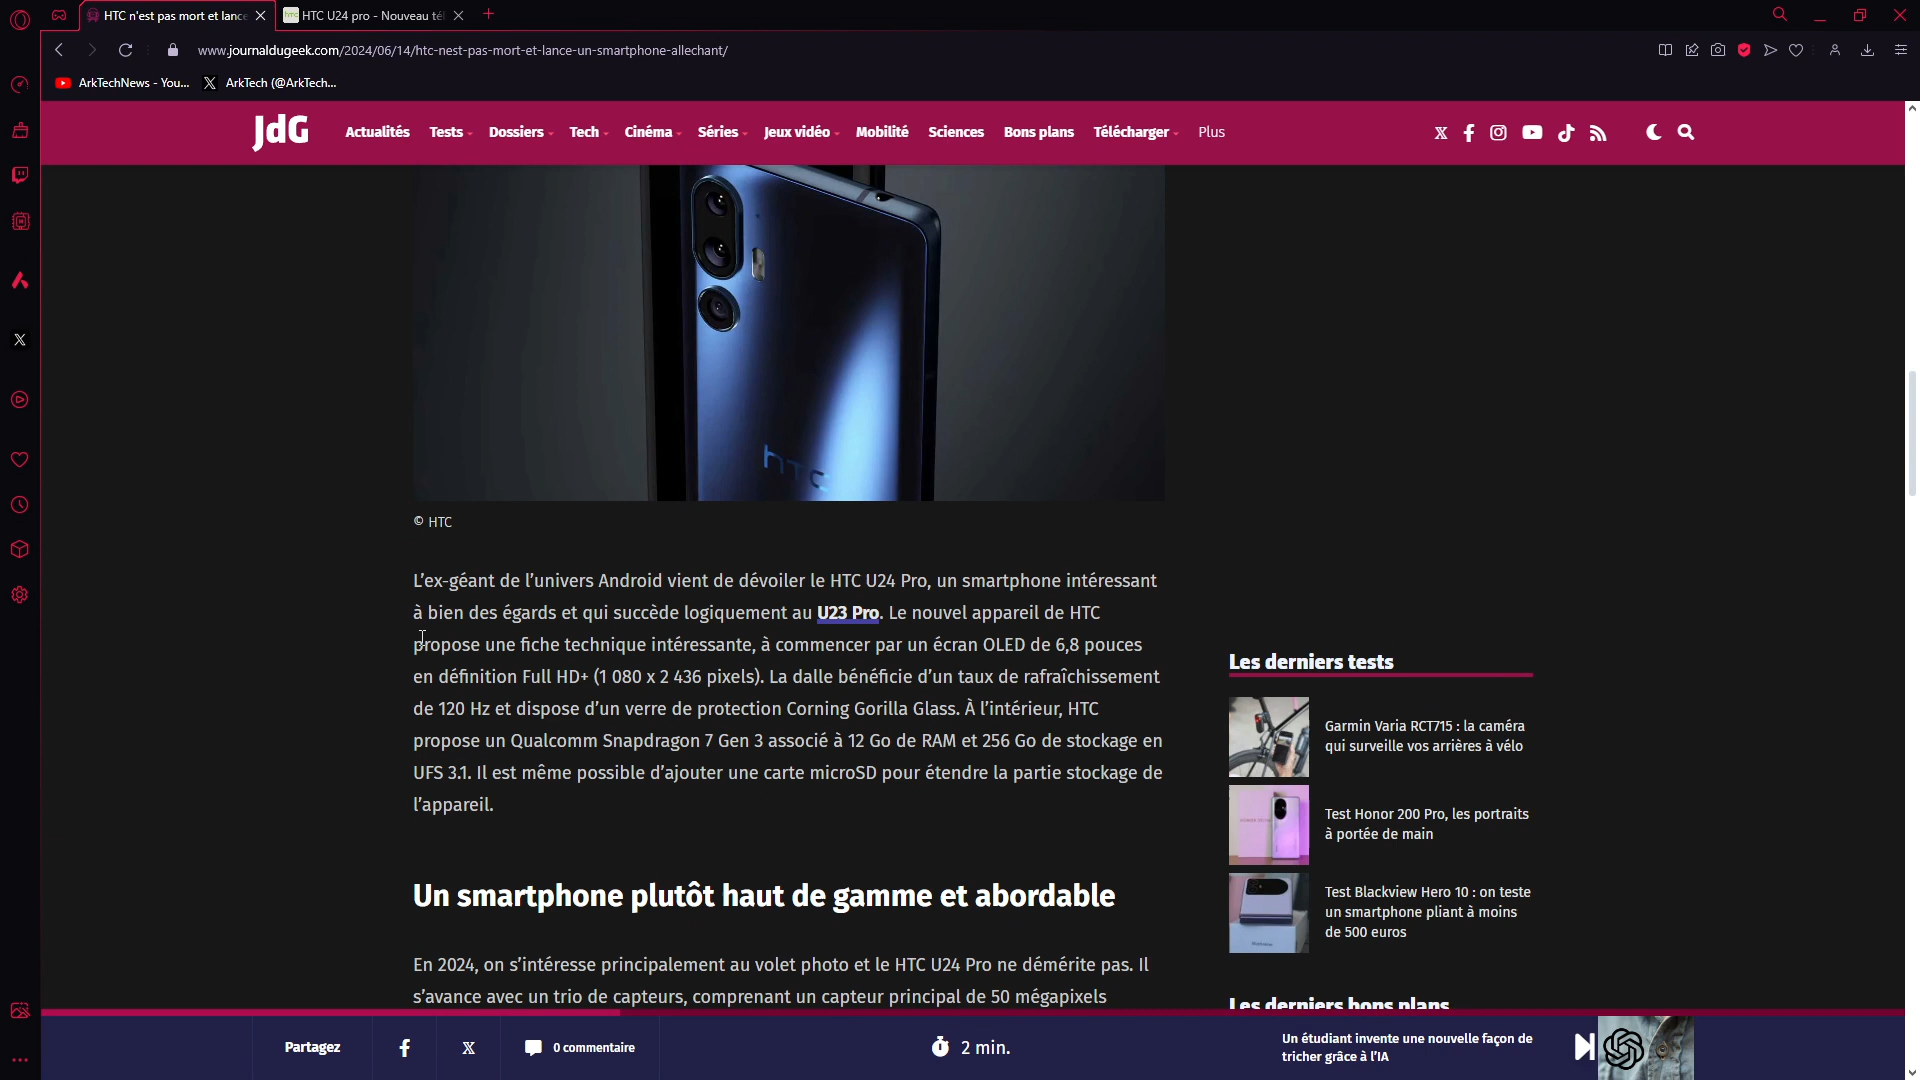 HTC n'est pas mort et lance
HTC U24 pro - Nouveau tél
www.journaldugeek.com/2024/06/14/htc-nest-pas-mort-et-lance-un-smartphone-allechant/
ArkTechNews - You...
ArkTech (@ArkTech...
JdG
Actualités Tests Dossiers Tech Cinéma Séries Jeux vidéo Mobilité Sciences Bons plans Télécharger Plus
htc
© HTC
L’ex-géant de l’univers Android vient de dévoiler le HTC U24 Pro, un smartphone intéressant
à bien des égards et qui succède logiquement au U23 Pro. Le nouvel appareil de HTC
propose une fiche technique intéressante, à commencer par un écran OLED de 6,8 pouces
en définition Full HD+ (1 080 x 2 436 pixels). La dalle bénéficie d’un taux de rafraîchissement
de 120 Hz et dispose d’un verre de protection Corning Gorilla Glass. À l’intérieur, HTC
propose un Qualcomm Snapdragon 7 Gen 3 associé à 12 Go de RAM et 256 Go de stockage en
UFS 3.1. Il est même possible d’ajouter une carte microSD pour étendre la partie stockage de
l’appareil.
Un smartphone plutôt haut de gamme et abordable
En 2024, on s’intéresse principalement au volet photo et le HTC U24 Pro ne démérite pas. Il
s’avance avec un trio de capteurs, comprenant un capteur principal de 50 mégapixels
Les derniers tests
Garmin Varia RCT715 : la caméra
qui surveille vos arrières à vélo
Test Honor 200 Pro, les portraits
à portée de main
Test Blackview Hero 10 : on teste
un smartphone pliant à moins
de 500 euros
Les derniers bons plans
Partagez
0 commentaire
2 min.
Un étudiant invente une nouvelle façon de
tricher grâce à l’IA